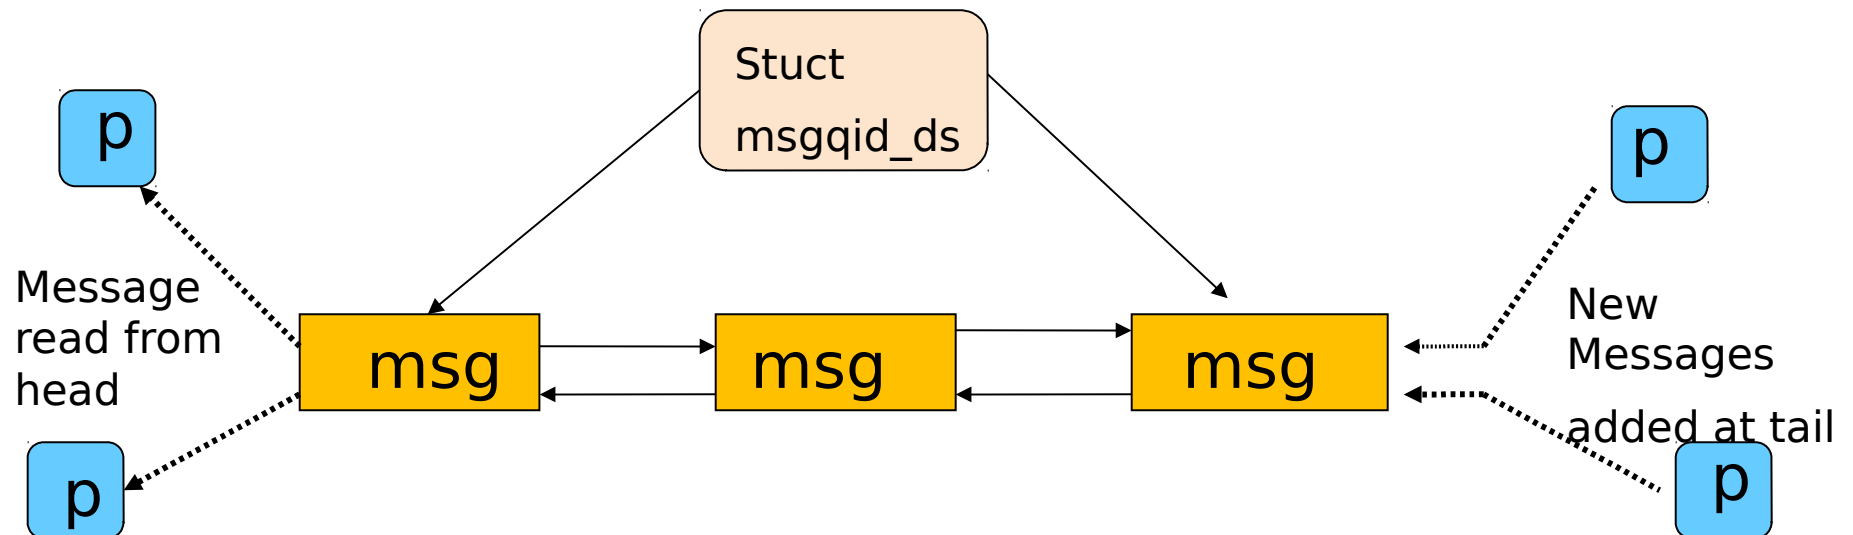 Stuct
msgqid_ds
p
p
Message
read from
head
New
Messages
added at tail
msg
msg
msg
p
p